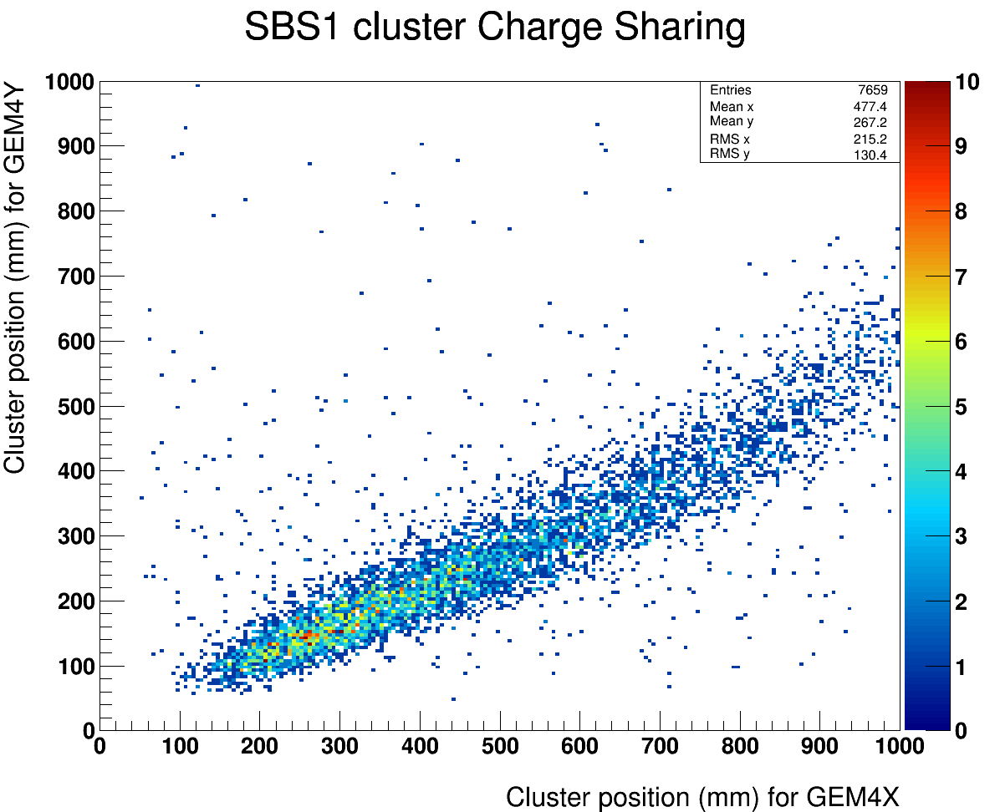 SBS1 cluster Charge Sharing
Cluster position (mm) for GEM4Y
1000
900
800
700
600
500
400
300
200
100
0
Entries 7659
Mean x 477.4
Mean y 267.2
RMS x 215.2
RMS y 130.4
10
9
8
7
6
5
4
3
2
1
0
0 100 200 300 400 500 600 700 800 900 1000
Cluster position (mm) for GEM4X